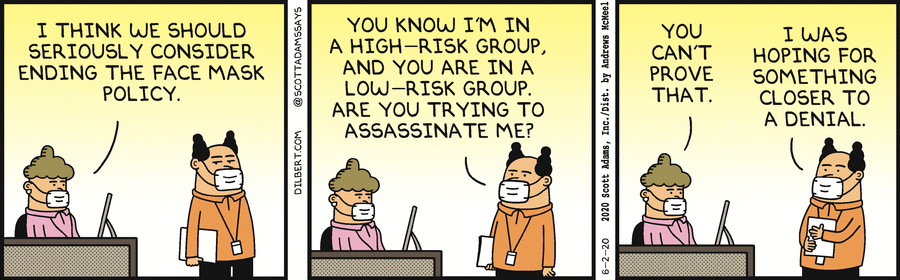 I THINK WE SHOULD
SERIOUSLY CONSIDER
ENDING THE FACE MASK
POLICY.
DILBERT.COM @SCOTTADAMSSAYS
YOU KNOW I'M IN
A HIGH-RISK GROUP,
AND YOU ARE IN A
LOW-RISK GROUP.
ARE YOU TRYING TO
ASSASSINATE ME?
6-2-20 2020 Scott Adams, Inc./Dist. by Andrews McMeel
YOU
CAN'T
PROVE
THAT.
I WAS
HOPING FOR
SOMETHING
CLOSER TO
A DENIAL.